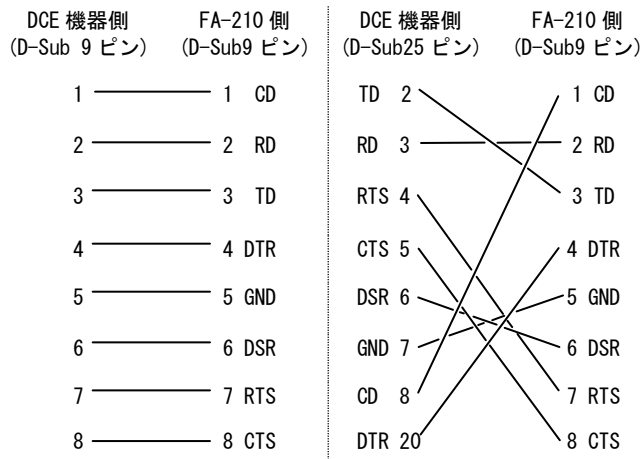 DCE 機器側 FA-210 側
(D-Sub 9 ピン) (D-Sub9 ピン)
1 1 CD
2 2 RD
3 3 TD
4 4 DTR
5 5 GND
6 6 DSR
7 7 RTS
8 8 CTS
DCE 機器側 FA-210 側
(D-Sub25 ピン) (D-Sub9 ピン)
TD 2 1 CD
RD 3 2 RD
RTS 4 3 TD
CTS 5 4 DTR
DSR 6 5 GND
GND 7 6 DSR
CD 8 7 RTS
DTR 20 8 CTS